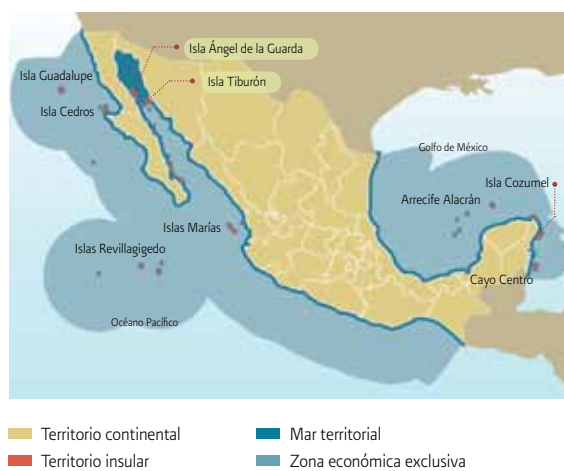 Isla Ángel de la Guarda
Isla Guadalupe
Isla Tiburón
Isla Cedros
Golfo de México
Isla Cozumel
Arrecife Alacrán
Islas Marías
Islas Revillagigedo
Cayo Centro
Océano Pacífico
Territorio continental
Mar territorial
Territorio insular
Zona económica exclusiva